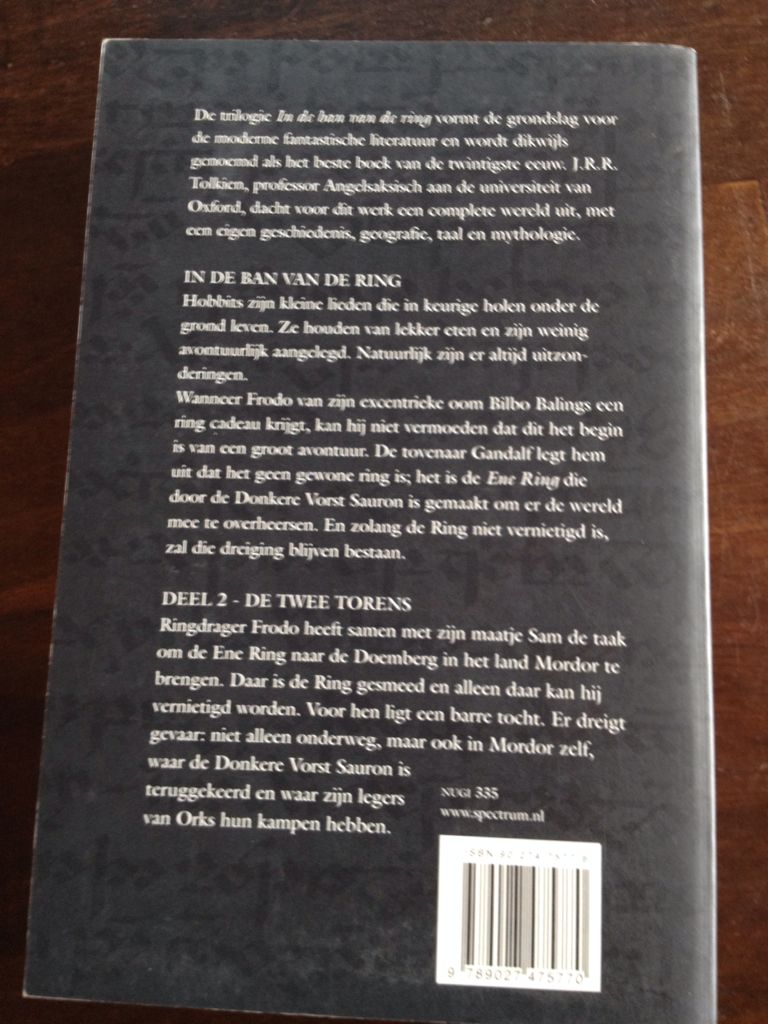 De trilogie In de ban van de ring vormt de grondslag voor
de moderne fantastische literatuur en wordt dikwijls
genoemd als het beste boek van de twintigste eeuw. J.R.R.
Tolkien, professor Angelsaksisch aan de universiteit van
Oxford, dacht voor dit werk een complete wereld uit, met
een eigen geschiedenis, geografie, taal en mythologie.
IN DE BAN VAN DE RING
Hobbits zijn kleine lieden die in keurige holen onder de
grond leven. Ze houden van lekker eten en zijn weinig
avontuurlijk aangelegd. Natuurlijk zijn er altijd uitzon-
deringen.
Wanneer Frodo van zijn excentrieke oom Bilbo Balings een
ring cadeau krijgt, kan hij niet vermoeden dat dit het begin
is van een groot avontuur. De tovenaar Gandalf legt hem
uit dat het geen gewone ring is; het is de Ene Ring die
door de Donkere Vorst Sauron is gemaakt om er de wereld
mee te overheersen. En zolang de Ring niet vernietigd is,
zal die dreiging blijven bestaan.
DEEL 2 - DE TWEE TORENS
Ringdrager Frodo heeft samen met zijn maatje Sam de taak
om de Ene Ring naar de Doemberg in het land Mordor te
brengen. Daar is de Ring gesmeed en alleen daar kan hij
vernietigd worden. Voor hen ligt een barre tocht. Er dreigt
gevaar: niet alleen onderweg, maar ook in Mordor zelf,
waar de Donkere Vorst Sauron is
teruggekeerd en waar zijn legers
van Orks hun kampen hebben.
NUGI 335
www.spectrum.nl
ISBN 90-274-7577-8
9 789027 475770